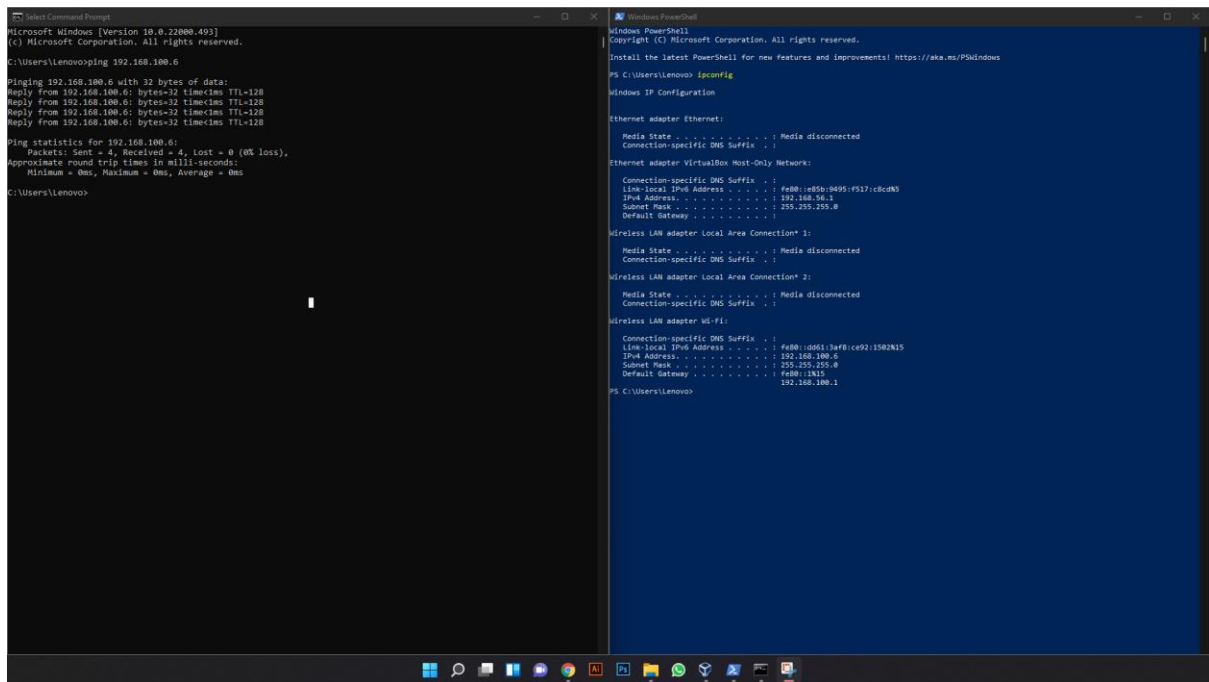 Select Command Prompt
Microsoft Windows [Version 10.0.22000.493]
(c) Microsoft Corporation. All rights reserved.
C:\Users\Lenovo>ping 192.168.100.6
Pinging 192.168.100.6 with 32 bytes of data:
Reply from 192.168.100.6: bytes=32 time<1ms TTL=128
Reply from 192.168.100.6: bytes=32 time<1ms TTL=128
Reply from 192.168.100.6: bytes=32 time<1ms TTL=128
Reply from 192.168.100.6: bytes=32 time<1ms TTL=128
Ping statistics for 192.168.100.6:
Packets: Sent = 4, Received = 4, Lost = 0 (0% loss),
Approximate round trip times in milli-seconds:
Minimum = 0ms, Maximum = 0ms, Average = 0ms
C:\Users\Lenovo>
Windows PowerShell
Windows PowerShell
Copyright (C) Microsoft Corporation. All rights reserved.
Install the latest PowerShell for new features and improvements! https://aka.ms/PSWindows
PS C:\Users\Lenovo> ipconfig
Windows IP Configuration
Ethernet adapter Ethernet:
Media State . . . . . . . . . . . : Media disconnected
Connection-specific DNS Suffix  . :
Ethernet adapter VirtualBox Host-Only Network:
Connection-specific DNS Suffix  . :
Link-local IPv6 Address . . . . . : fe80::e85b:9495:f517:c8cd%5
IPv4 Address. . . . . . . . . . . : 192.168.56.1
Subnet Mask . . . . . . . . . . . : 255.255.255.0
Default Gateway . . . . . . . . . :
Wireless LAN adapter Local Area Connection* 1:
Media State . . . . . . . . . . . : Media disconnected
Connection-specific DNS Suffix  . :
Wireless LAN adapter Local Area Connection* 2:
Media State . . . . . . . . . . . : Media disconnected
Connection-specific DNS Suffix  . :
Wireless LAN adapter Wi-Fi:
Connection-specific DNS Suffix  . :
Link-local IPv6 Address . . . . . : fe80::dd61:3af8:ce92:1502%15
IPv4 Address. . . . . . . . . . . : 192.168.100.6
Subnet Mask . . . . . . . . . . . : 255.255.255.0
Default Gateway . . . . . . . . . : fe80::1%15
192.168.100.1
PS C:\Users\Lenovo>
Ai
Ps